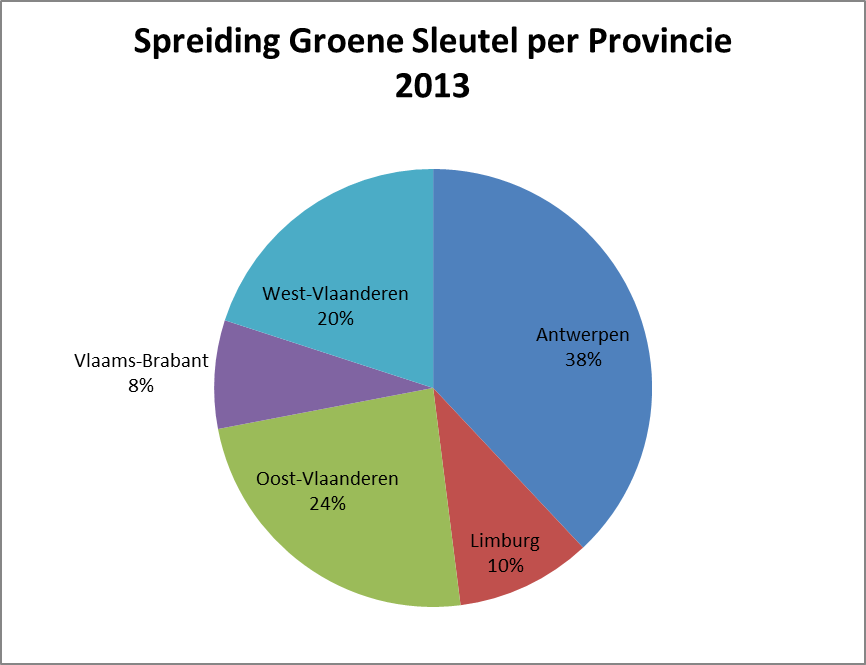 Spreiding Groene Sleutel per Provincie
2013
West-Vlaanderen
20%
Antwerpen
38%
Vlaams-Brabant
8%
Oost-Vlaanderen
24%
Limburg
10%